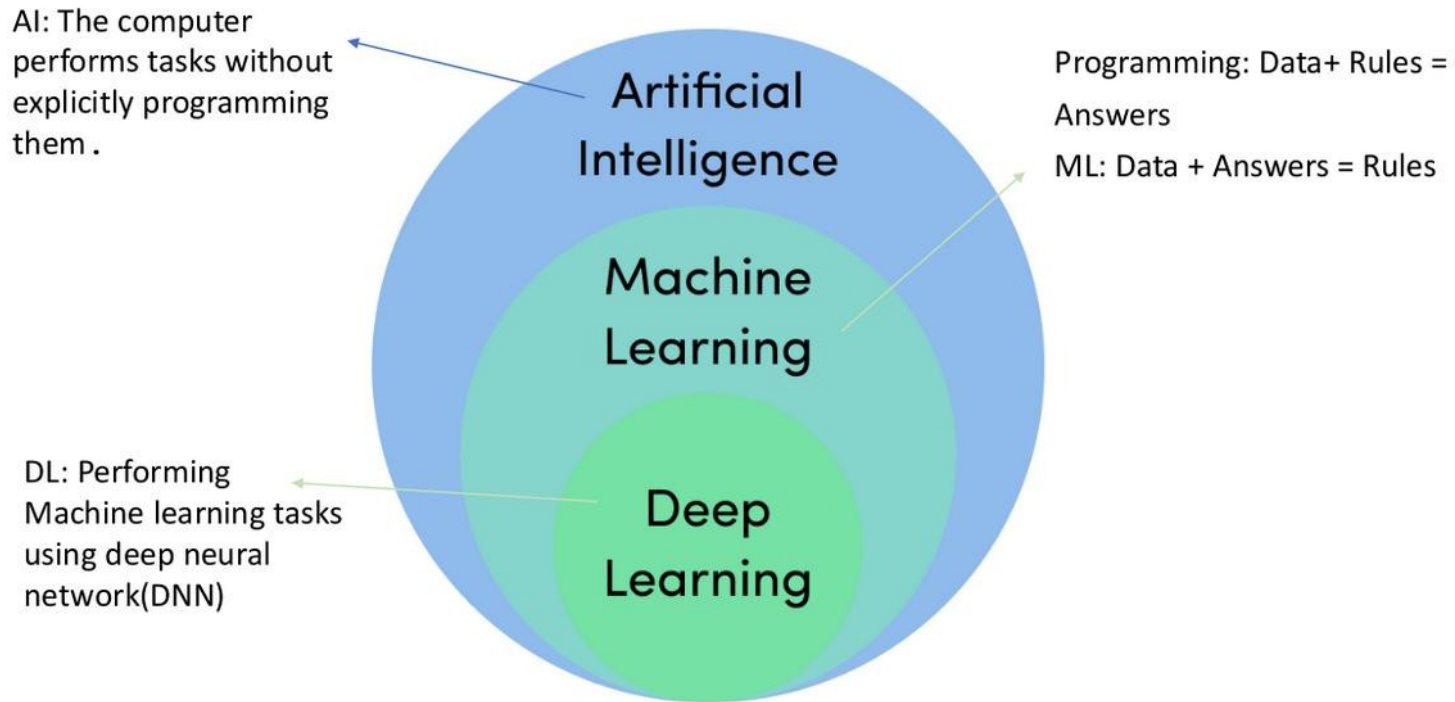 AI: The computer
performs tasks without
explicitly programming
them .
Artificial
Intelligence
Programming: Data+ Rules =
Answers
ML: Data + Answers = Rules
Machine
Learning
DL: Performing
Machine learning tasks
using deep neural
network(DNN)
Deep
Learning